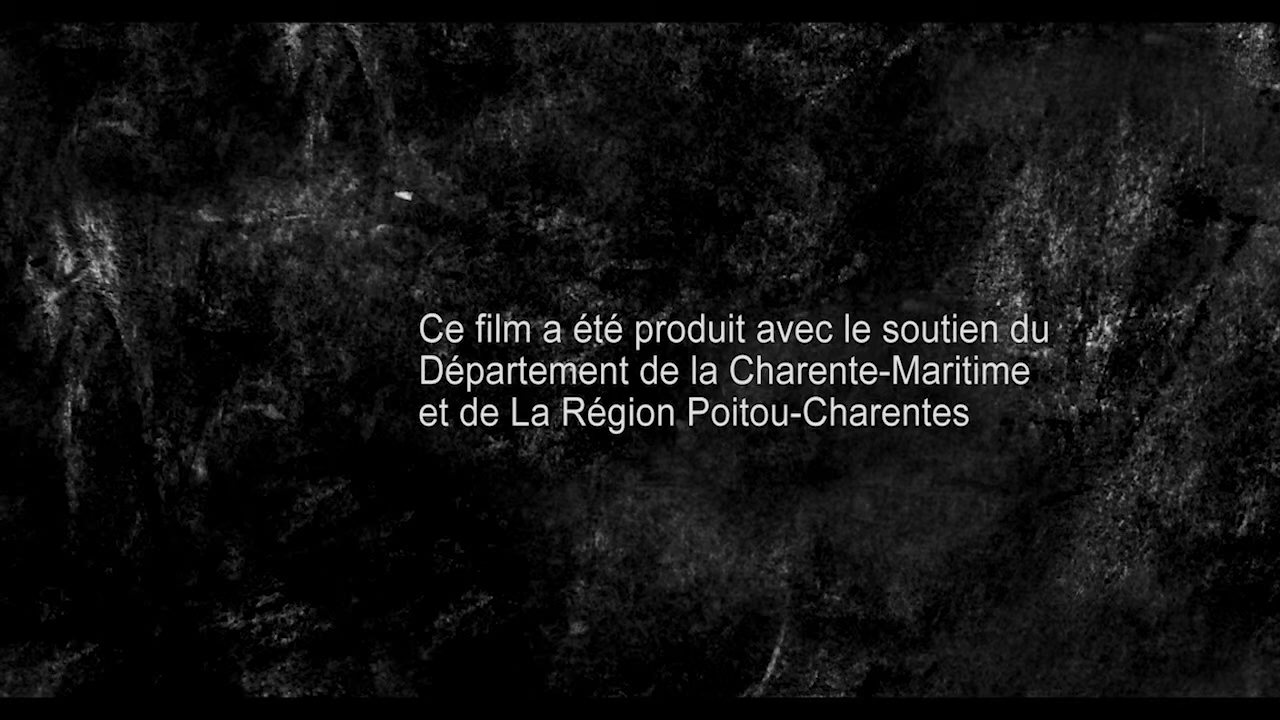 Ce film a été produit avec le soutien du
Département de la Charente-Maritime
et de La Région Poitou-Charentes